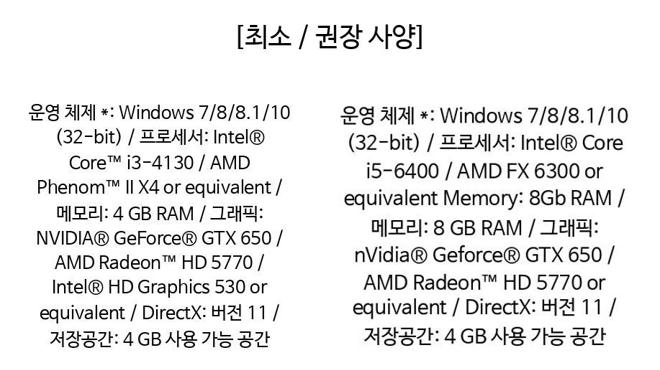 [최소 / 권장 사양]
운영 체제 *: Windows 7/8/8.1/10
(32-bit) / 프로세서: Intel®
Core™ i3-4130 / AMD
Phenom™ II X4 or equivalent /
메모리: 4 GB RAM / 그래픽:
NVIDIA® GeForce® GTX 650 /
AMD Radeon™ HD 5770 /
Intel® HD Graphics 530 or
equivalent / DirectX: 버전 11 /
저장공간: 4 GB 사용 가능 공간
운영 체제 *: Windows 7/8/8.1/10
(32-bit) / 프로세서: Intel® Core
i5-6400 / AMD FX 6300 or
equivalent Memory: 8Gb RAM /
메모리: 8 GB RAM / 그래픽:
nVidia® Geforce® GTX 650 /
AMD Radeon™ HD 5770 or
equivalent / DirectX: 버전 11 /
저장공간: 4 GB 사용 가능 공간